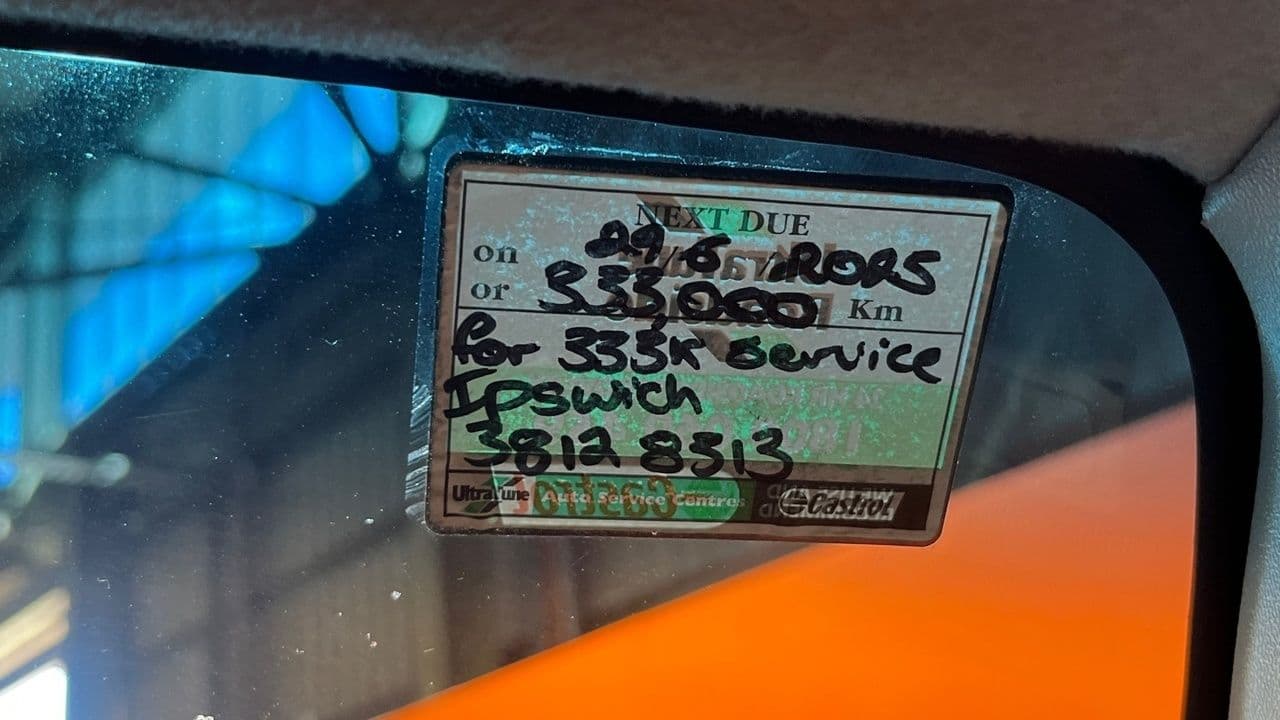 NEXT DUE
on 29/6/2025
or 333,000 Km
for 333K Service
Ipswich
3812 8513
UltraTune Auto Service Centres Castrol